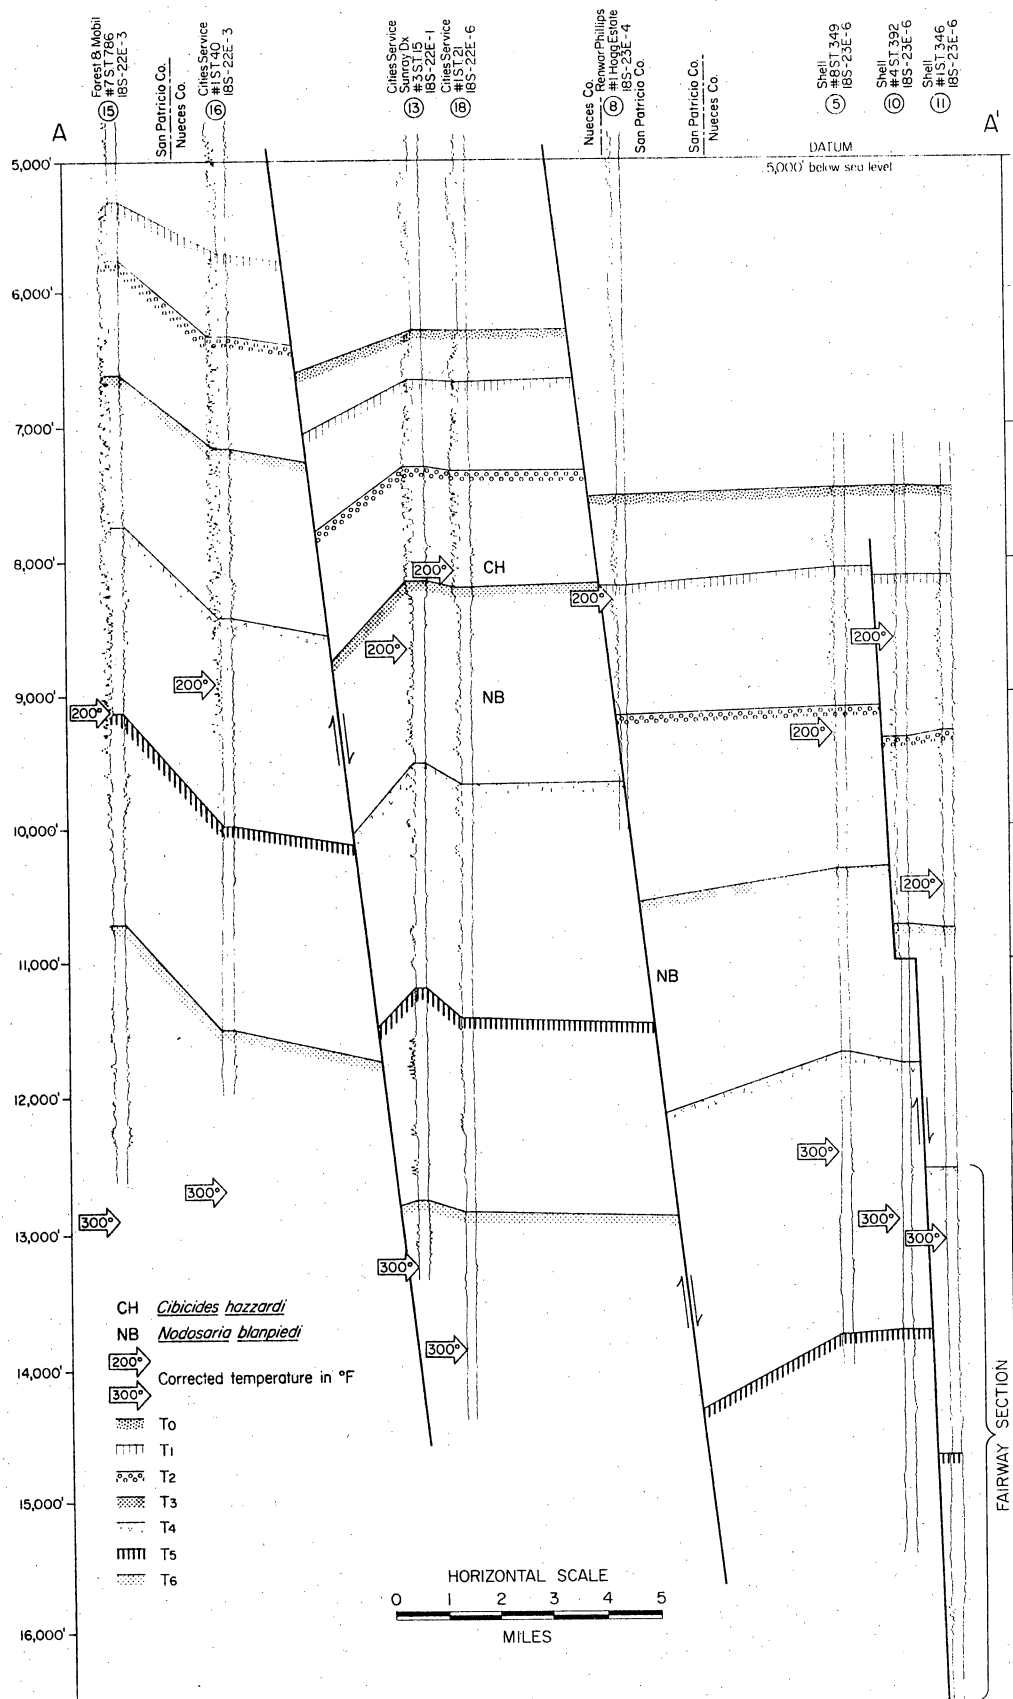 Forest & Mobil
#7 ST 786
18S-22E-3
15
San Patricio Co.
Nueces Co.
Cities Service
#1 ST 40
18S-22E-3
16
Cities Service
Sunray Dx
#3 ST 15
18S-22E-1
13
Cities Service
#1 ST 21
18S-22E-6
18
Nueces Co.
San Patricio Co.
Renwar Phillips
#1 Hogg Estate
18S-23E-4
8
San Patricio Co.
Nueces Co.
Shell
#8 ST 349
18S-23E-6
5
Shell
#4 ST 392
18S-23E-6
10
Shell
#1 S.T. 346
18S-23E-6
11
A
A'
DATUM
5,000' below sea level
5,000'
6,000'
7,000'
8,000'
9,000'
10,000'
11,000'
12,000'
13,000'
14,000'
15,000'
16,000'
CH
200°
200°
200°
200°
200°
NB
200°
200°
200°
200°
NB
300°
300°
300°
300°
300°
300°
300°
CH Cibicides hazzardi
NB Nodosaria blanpiedi
200°
300°
Corrected temperature in °F
T0
T1
T2
T3
T4
T5
T6
HORIZONTAL SCALE
0 1 2 3 4 5
MILES
FAIRWAY SECTION